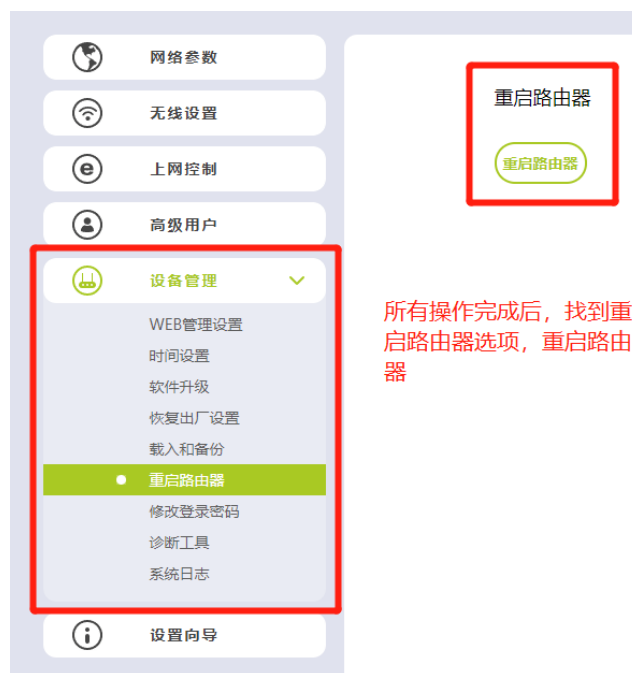 网络参数
无线设置
上网控制
高级用户
设备管理
WEB管理设置
时间设置
软件升级
恢复出厂设置
载入和备份
重启路由器
修改登录密码
诊断工具
系统日志
设置向导
重启路由器
重启路由器
所有操作完成后，找到重
启路由器选项，重启路由
器